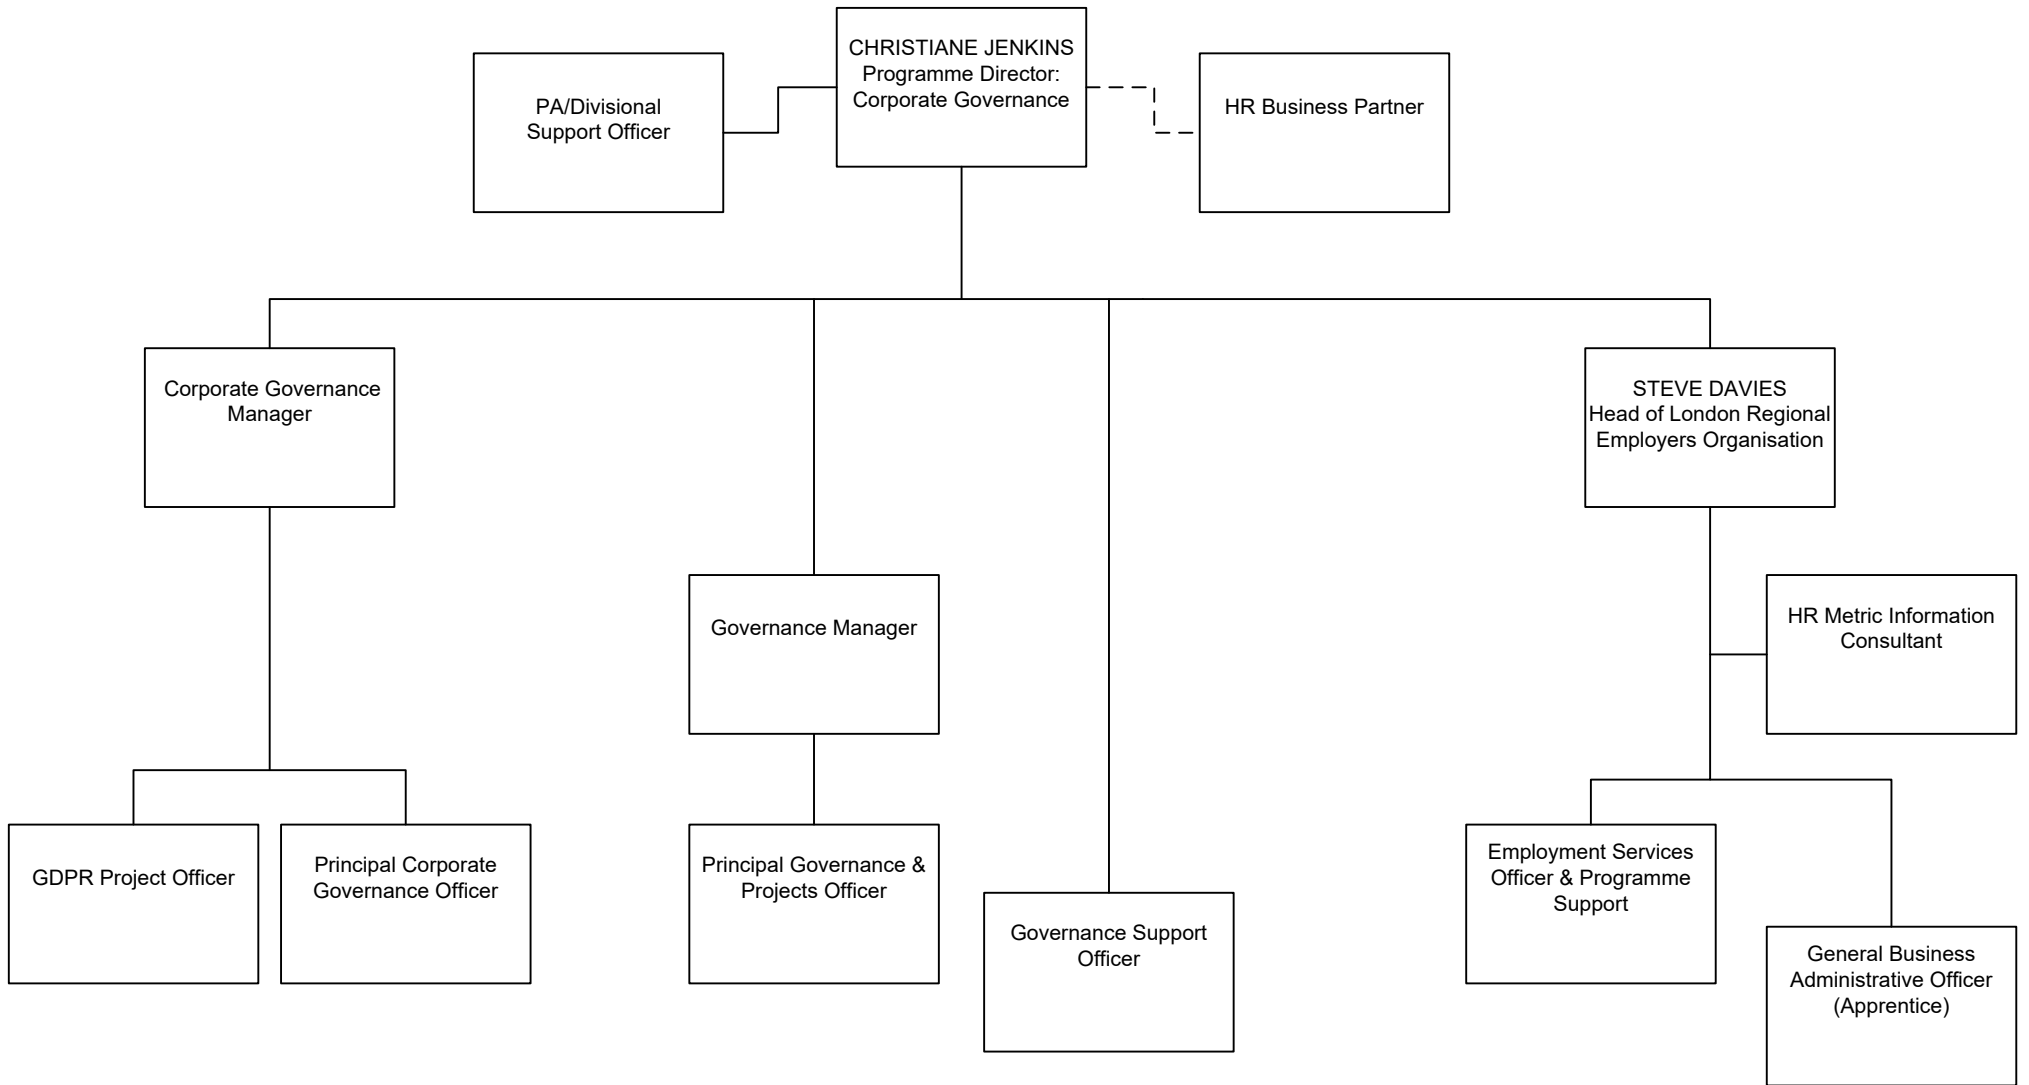 CHRISTIANE JENKINS
Programme Director:
Corporate Governance
PA/Divisional
Support Officer
HR Business Partner
Corporate Governance
Manager
STEVE DAVIES
Head of London Regional
Employers Organisation
Governance Manager
HR Metric Information
Consultant
GDPR Project Officer
Principal Corporate
Governance Officer
Principal Governance &
Projects Officer
Governance Support
Officer
Employment Services
Officer & Programme
Support
General Business
Administrative Officer
(Apprentice)